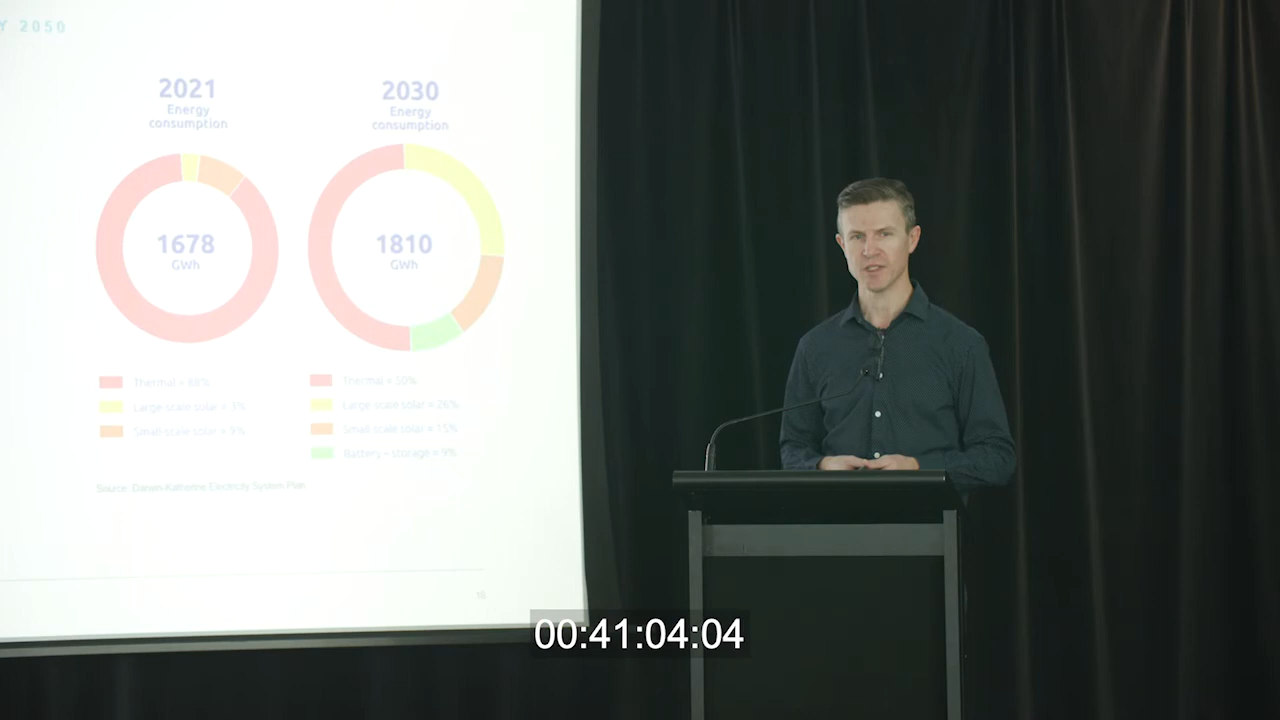 Y 2050
2021
Energy
consumption
1678
GWh
Thermal = 88%
Large-scale solar = 3%
Small-scale solar = 9%
2030
Energy
consumption
1810
GWh
Thermal = 50%
Large-scale solar = 26%
Small-scale solar = 15%
Battery – storage = 9%
Source: Darwin-Katherine Electricity System Plan
00:41:04:04